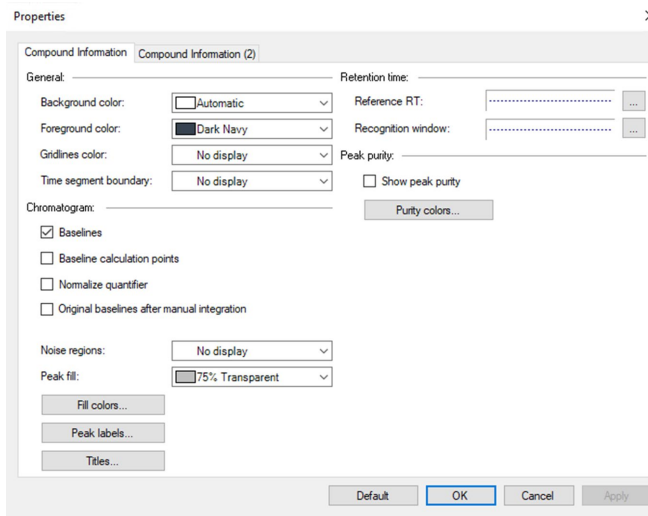 Properties
Compound Information
Compound Information (2)
General:
Background color:
Automatic
Foreground color:
Dark Navy
Gridlines color:
No display
Time segment boundary:
No display
Chromatogram:
Baselines
Baseline calculation points
Normalize quantifier
Original baselines after manual integration
Noise regions:
No display
Peak fill:
75% Transparent
Fill colors...
Peak labels...
Titles...
Retention time:
Reference RT:
...
Recognition window:
...
Peak purity:
Show peak purity
Purity colors...
Default
OK
Cancel
Apply